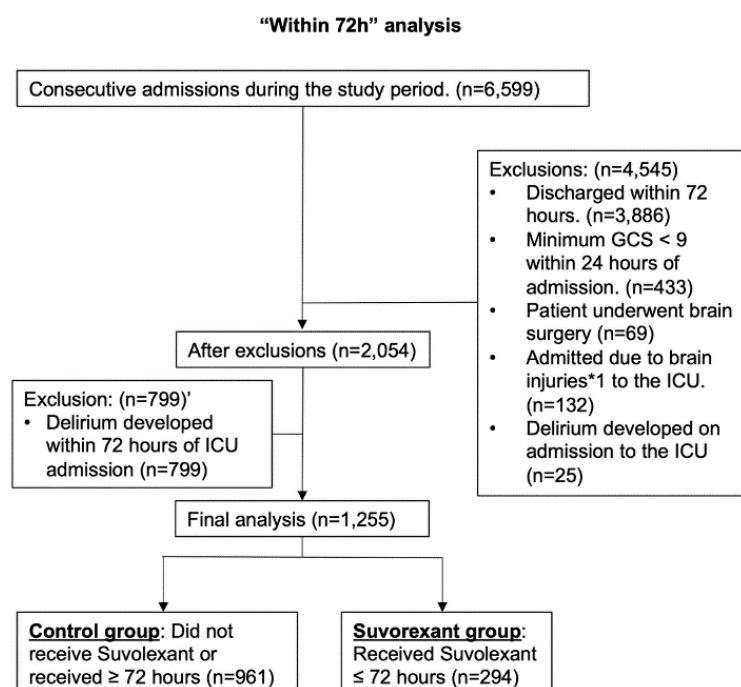 “Within 72h” analysis
Consecutive admissions during the study period. (n=6,599)
Exclusions: (n=4,545)
• Discharged within 72
hours. (n=3,886)
• Minimum GCS < 9
within 24 hours of
admission. (n=433)
• Patient underwent brain
surgery (n=69)
• Admitted due to brain
injuries*1 to the ICU.
(n=132)
• Delirium developed on
admission to the ICU
(n=25)
After exclusions (n=2,054)
Exclusion: (n=799)’
• Delirium developed
within 72 hours of ICU
admission (n=799)
Final analysis (n=1,255)
Control group: Did not
receive Suvolexant or
received ≥ 72 hours (n=961)
Suvorexant group:
Received Suvolexant
≤ 72 hours (n=294)